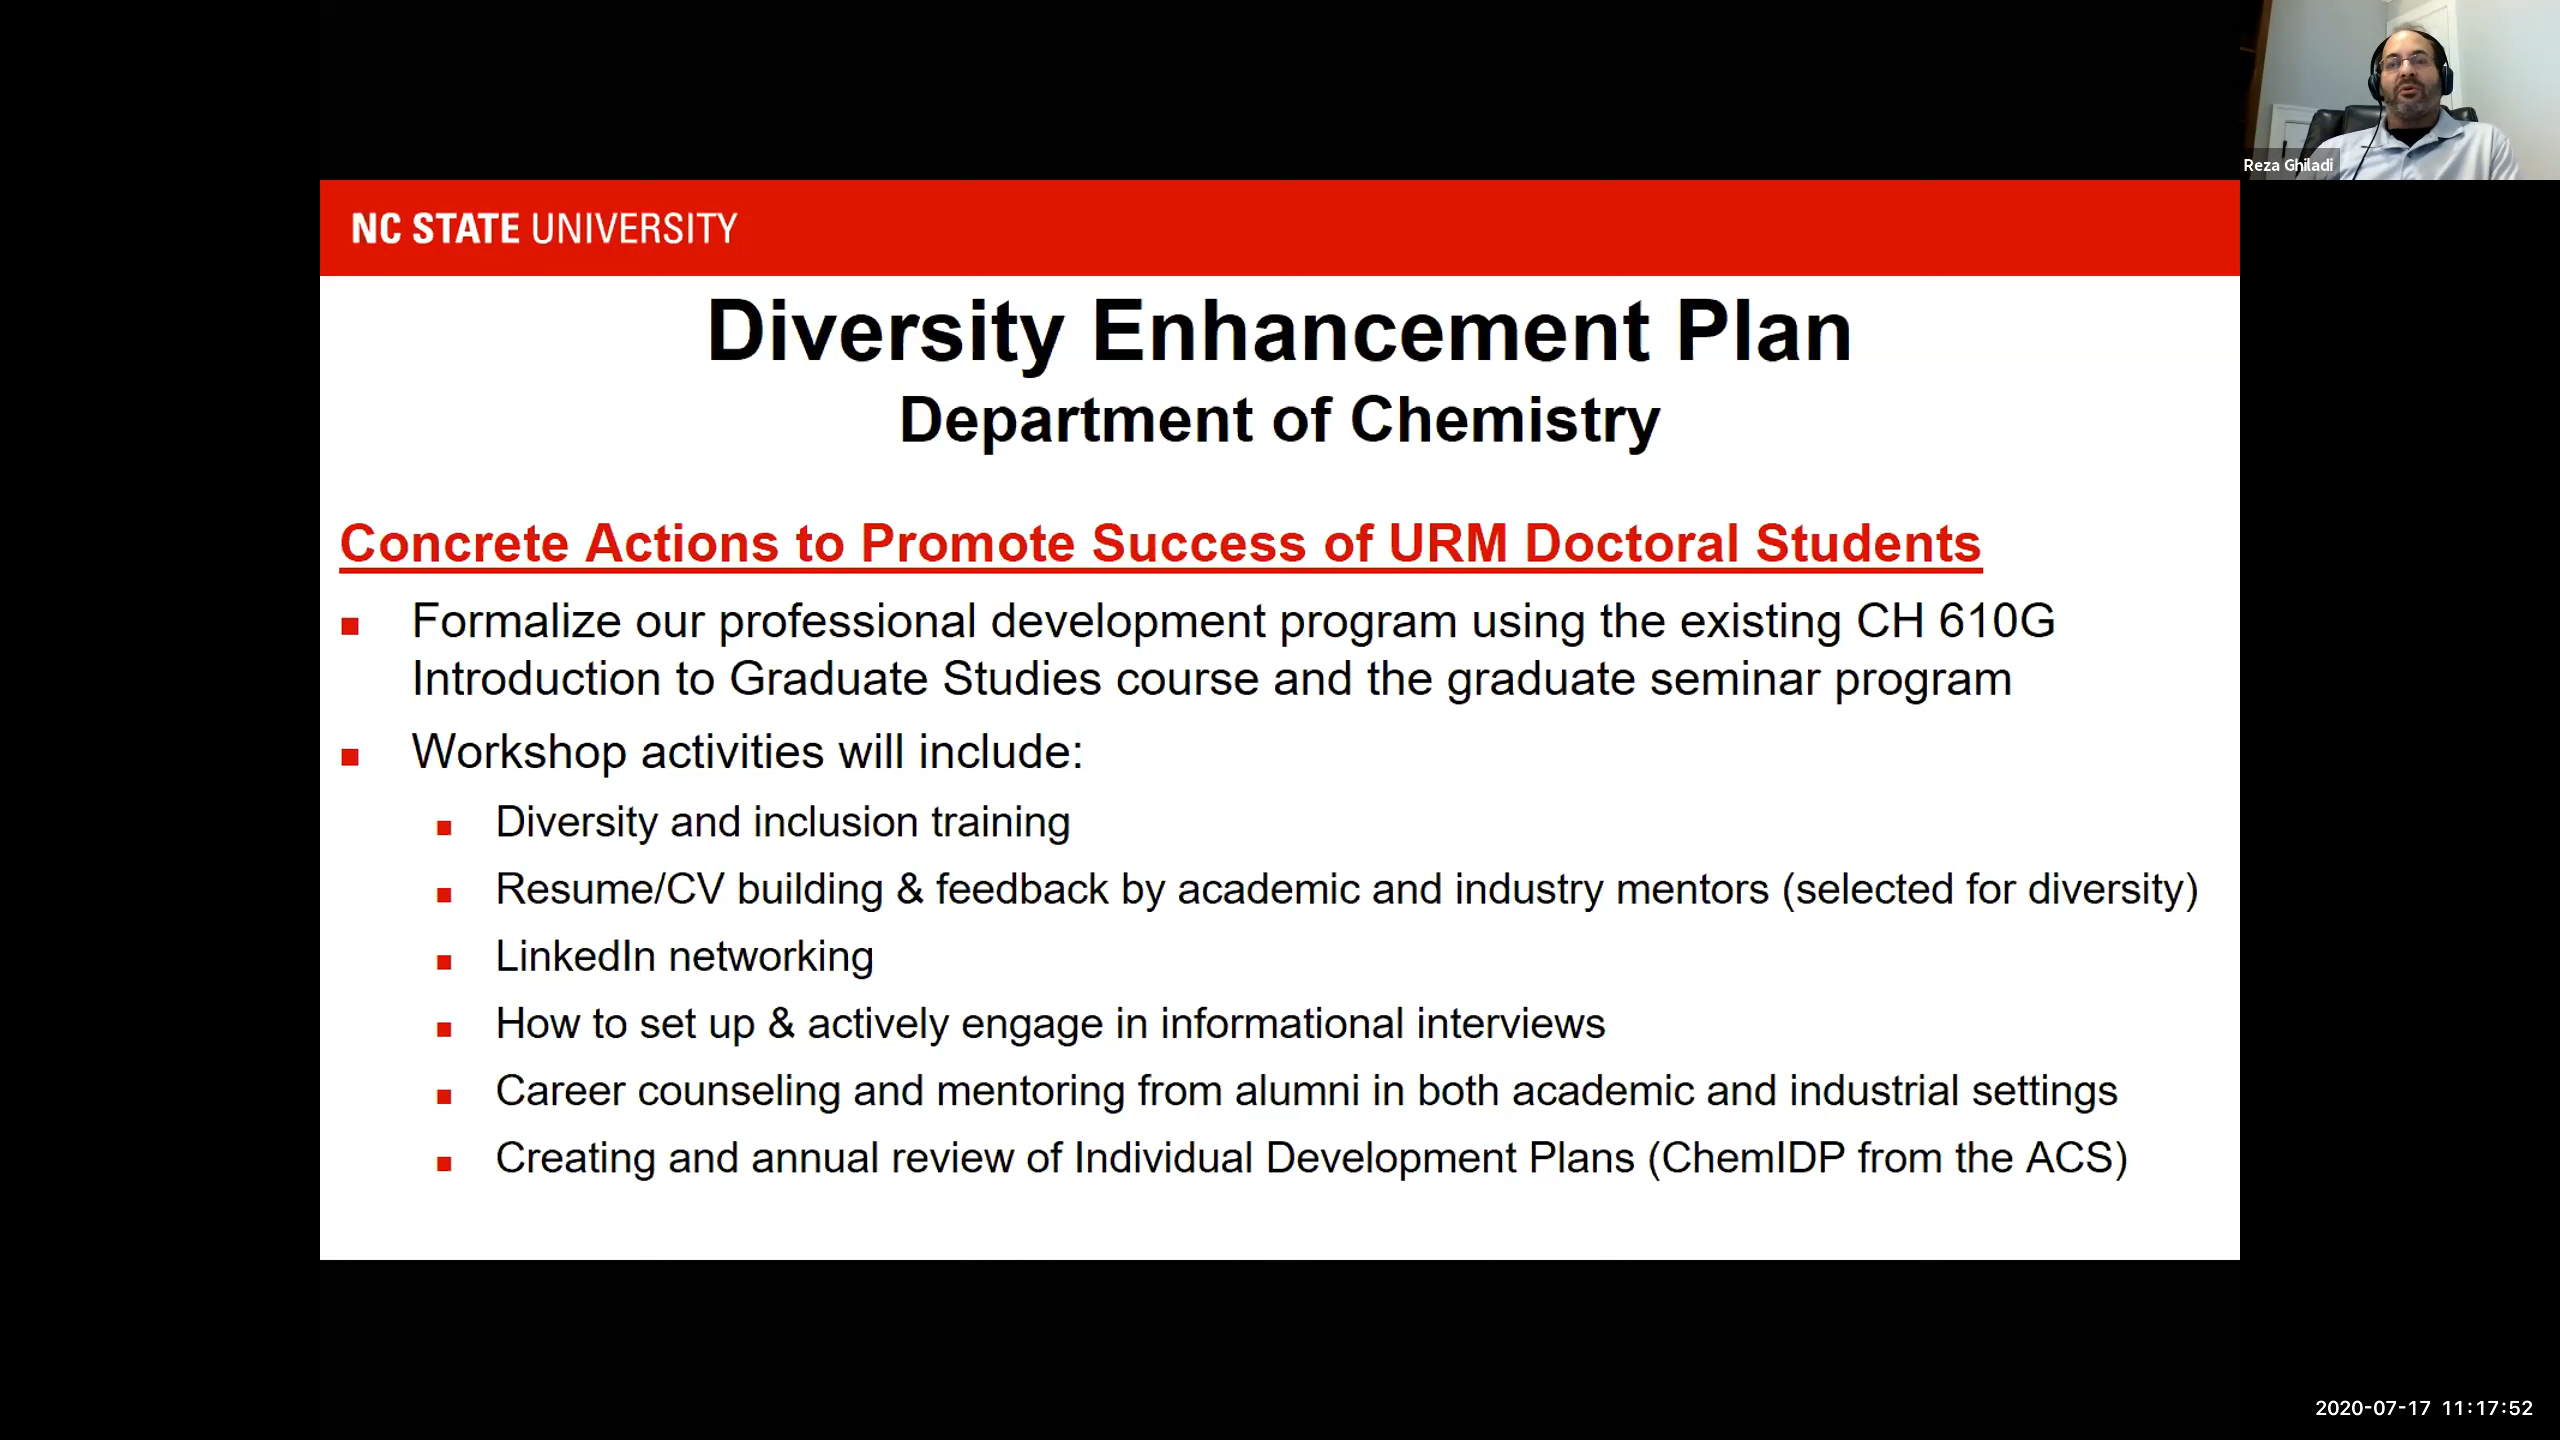 Reza Ghiladi
NC STATE UNIVERSITY
Diversity Enhancement Plan
Department of Chemistry
Concrete Actions to Promote Success of URM Doctoral Students
Formalize our professional development program using the existing CH 610G
Introduction to Graduate Studies course and the graduate seminar program
Workshop activities will include:
Diversity and inclusion training
Resume/CV building & feedback by academic and industry mentors (selected for diversity)
LinkedIn networking
How to set up & actively engage in informational interviews
Career counseling and mentoring from alumni in both academic and industrial settings
Creating and annual review of Individual Development Plans (ChemIDP from the ACS)
2020-07-17 11:17:52